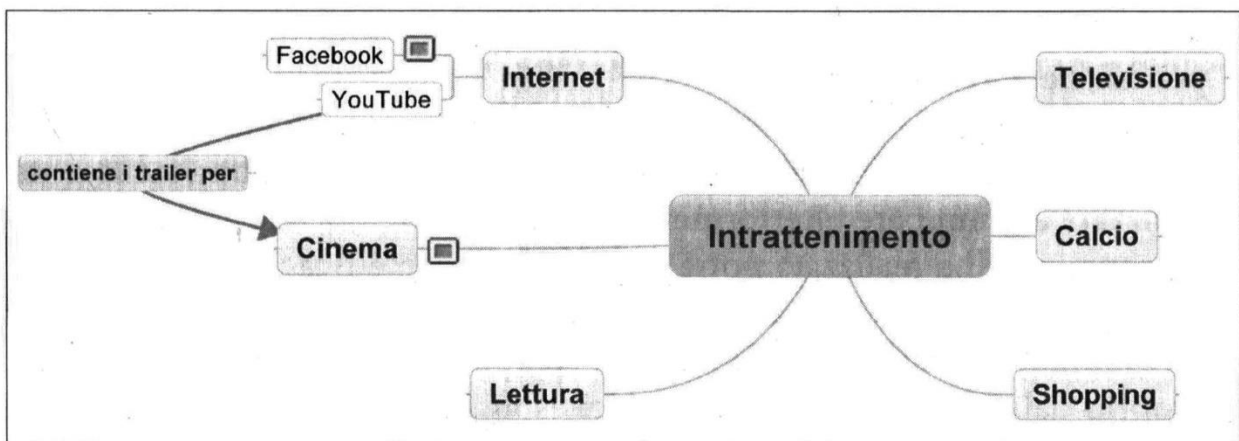 Facebook
Internet
Televisione
YouTube
contiene i trailer per
Cinema
Intrattenimento
Calcio
Lettura
Shopping